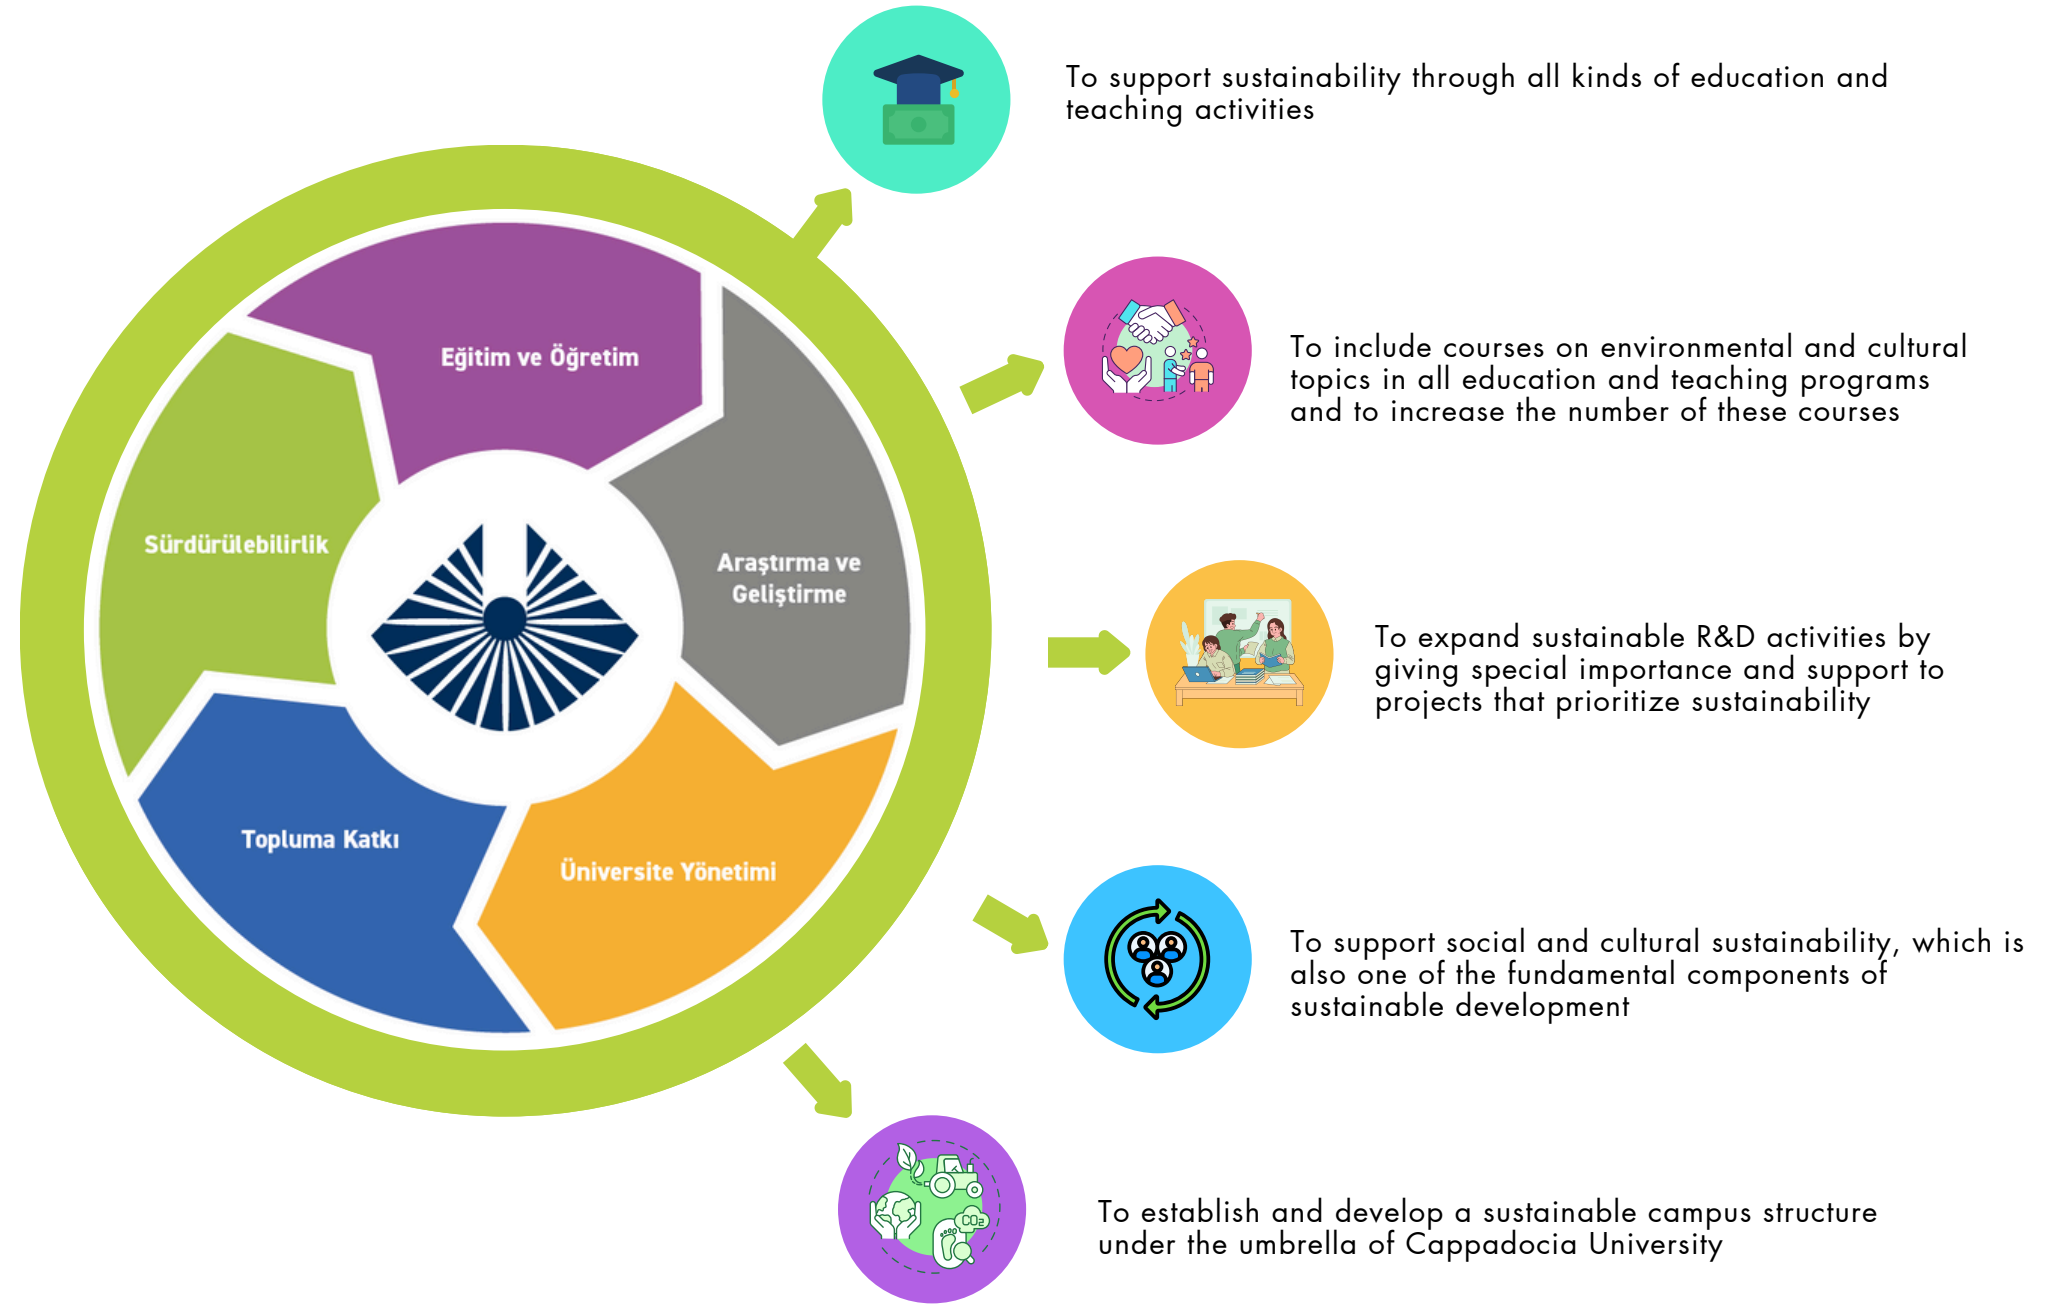 To support sustainability through all kinds of education and
teaching activities
Eğitim ve Öğretim
Araştırma ve
Geliştirme
Üniversite Yönetimi
Topluma Katkı
Sürdürülebilirlik
To include courses on environmental and cultural
topics in all education and teaching programs
and to increase the number of these courses
To expand sustainable R&D activities by
giving special importance and support to
projects that prioritize sustainability
To support social and cultural sustainability, which is
also one of the fundamental components of
sustainable development
CO₂
To establish and develop a sustainable campus structure
under the umbrella of Cappadocia University